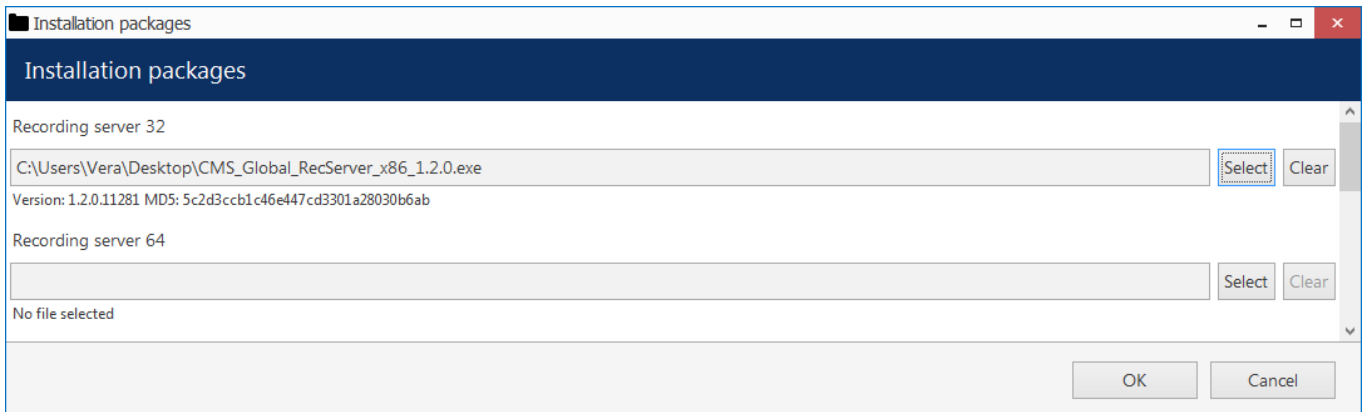 Installation packages
Installation packages
Recording server 32
C:\Users\Vera\Desktop\CMS_Global_RecServer_x86_1.2.0.exe
Select
Clear
Version: 1.2.0.11281 MD5: 5c2d3ccb1c46e447cd3301a28030b6ab
Recording server 64
Select
Clear
No file selected
OK
Cancel